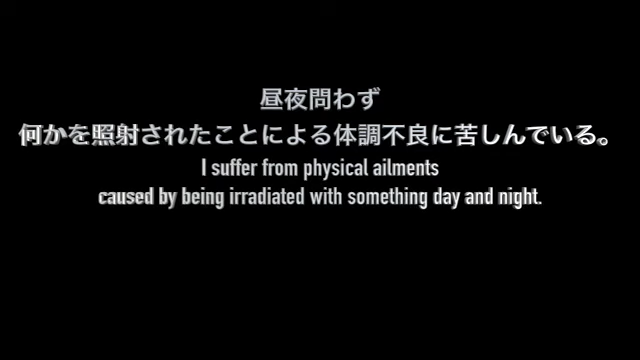 昼夜問わず
何かを照射されたことによる体調不良に苦しんでいる。
I suffer from physical ailments
caused by being irradiated with something day and night.